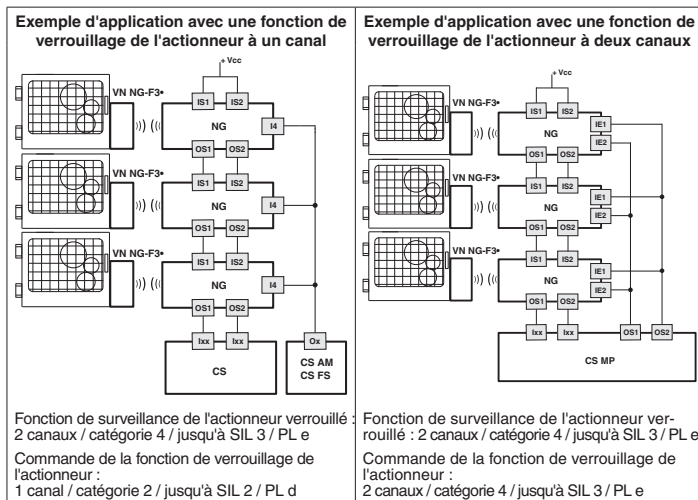 Exemple d'application avec une fonction de
verrouillage de l'actionneur à un canal
+ Vcc
VN NG-F3•
IS1
IS2
NG
I4
OS1
OS2
VN NG-F3•
IS1
IS2
NG
I4
OS1
OS2
VN NG-F3•
IS1
IS2
NG
I4
OS1
OS2
Ixx
Ixx
Ox
CS
CS AM
CS FS
Fonction de surveillance de l'actionneur verrouillé :
2 canaux / catégorie 4 / jusqu'à SIL 3 / PL e
Commande de la fonction de verrouillage de
l'actionneur :
1 canal / catégorie 2 / jusqu'à SIL 2 / PL d
Exemple d'application avec une fonction de
verrouillage de l'actionneur à deux canaux
+ Vcc
VN NG-F3•
IS1
IS2
IE1
NG
IE2
OS1
OS2
VN NG-F3•
IS1
IS2
IE1
NG
IE2
OS1
OS2
VN NG-F3•
IS1
IS2
IE1
NG
IE2
OS1
OS2
Ixx
Ixx
OS1
OS2
CS MP
Fonction de surveillance de l'actionneur ver-
rouillé : 2 canaux / catégorie 4 / jusqu'à SIL 3 / PL e
Commande de la fonction de verrouillage de
l'actionneur :
2 canaux / catégorie 4 / jusqu'à SIL 3 / PL e